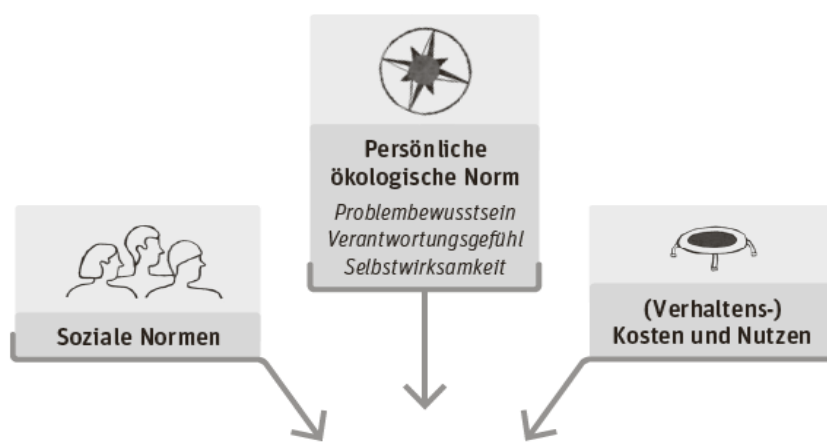 Persönliche
ökologische Norm
Problembewusstsein
Verantwortungsgefühl
Selbstwirksamkeit
Soziale Normen
(Verhaltens-)
Kosten und Nutzen